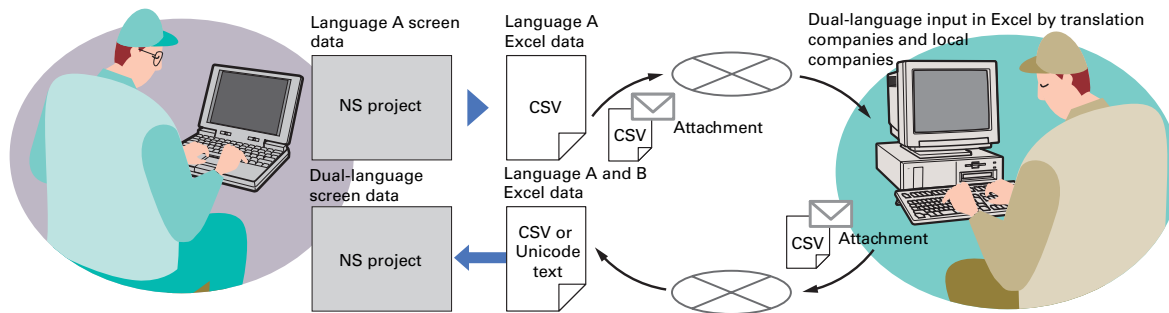 Language A screen
data
NS project
Language A
Excel data
CSV
CSV
Attachment
Dual-language input in Excel by translation
companies and local
companies
Dual-language
screen data
NS project
Language A and B
Excel data
CSV or
Unicode
text
CSV
Attachment